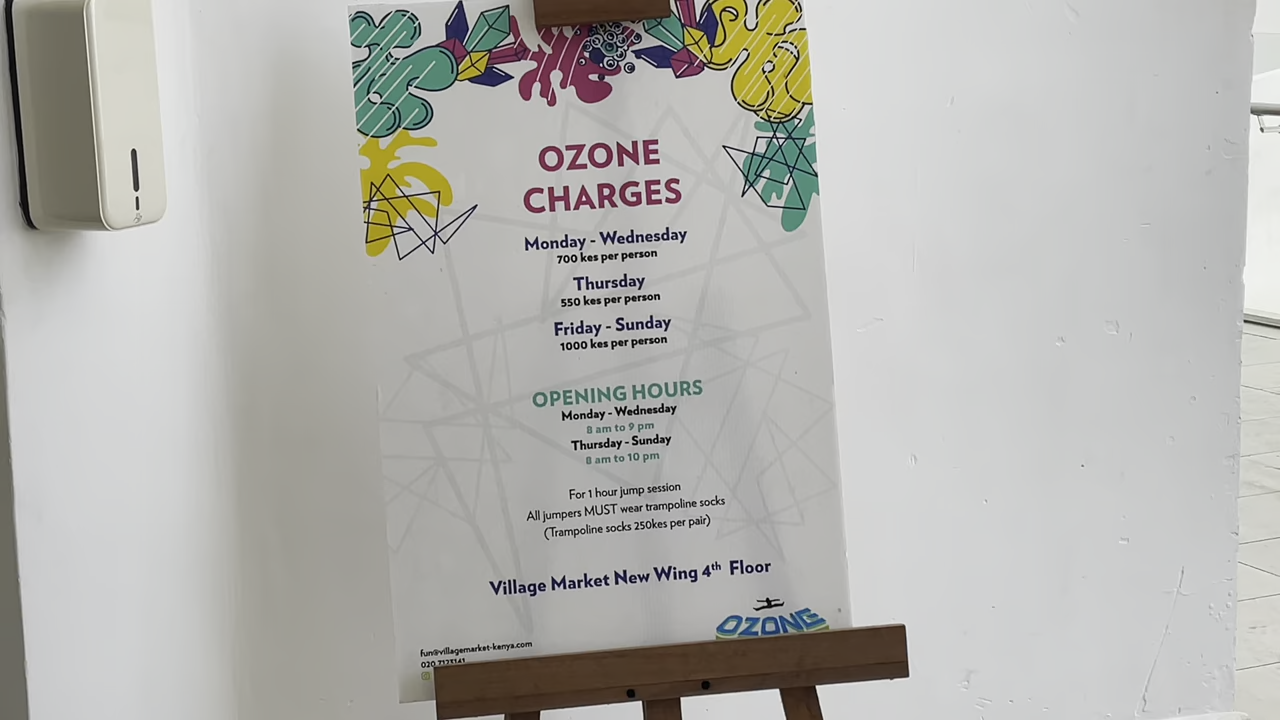 OZONE
CHARGES
Monday - Wednesday
700 kes per person
Thursday
550 kes per person
Friday - Sunday
1000 kes per person
OPENING HOURS
Monday - Wednesday
8 am to 9 pm
Thursday - Sunday
8 am to 10 pm
For 1 hour jump session
All jumpers MUST wear trampoline socks
(Trampoline socks 250kes per pair)
Village Market New Wing 4th Floor
OZONE
fun@villagemarket-kenya.com
020 7123141